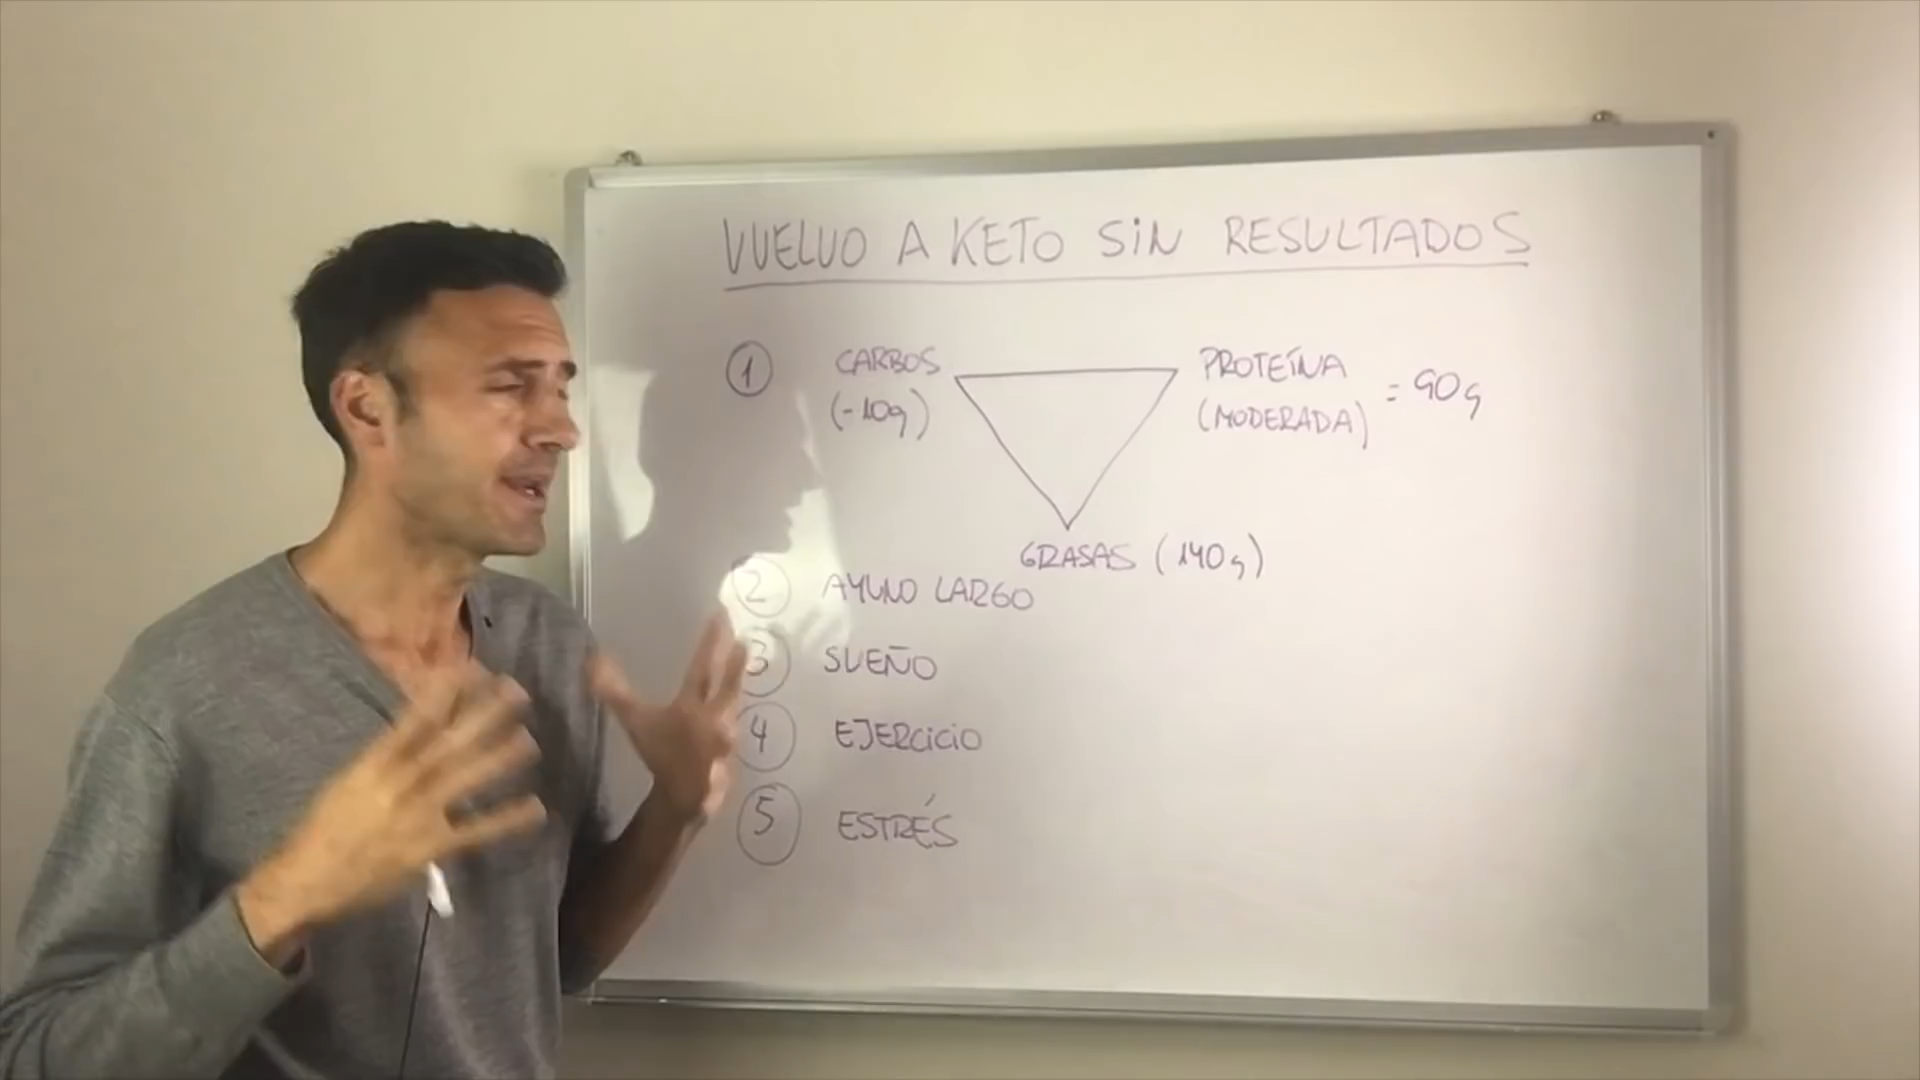 VUELVO A KETO SiN RESULTADOS
1 CARBOS PROTEÍNA
(-10g) (MODERADA) = 90g
GRASAS (140g)
2 AYUNO LARGO
3 SUEÑO
4 EJERCiCiO
5 ESTRÉS